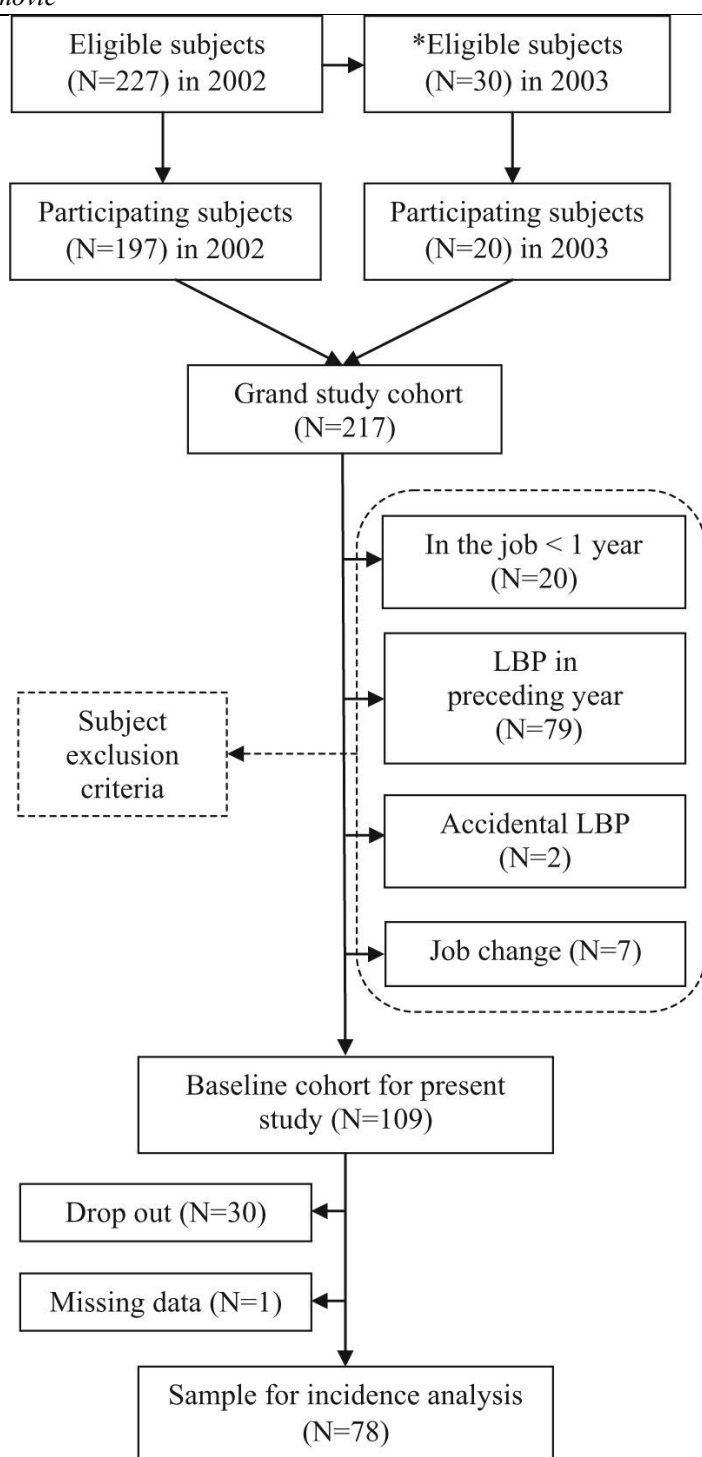 Eligible subjects
(N=227) in 2002
*Eligible subjects
(N=30) in 2003
Participating subjects
(N=197) in 2002
Participating subjects
(N=20) in 2003
Grand study cohort
(N=217)
In the job < 1 year
(N=20)
LBP in
preceding year
(N=79)
Subject
exclusion
criteria
Accidental LBP
(N=2)
Job change (N=7)
Baseline cohort for present
study (N=109)
Drop out (N=30)
Missing data (N=1)
Sample for incidence analysis
(N=78)